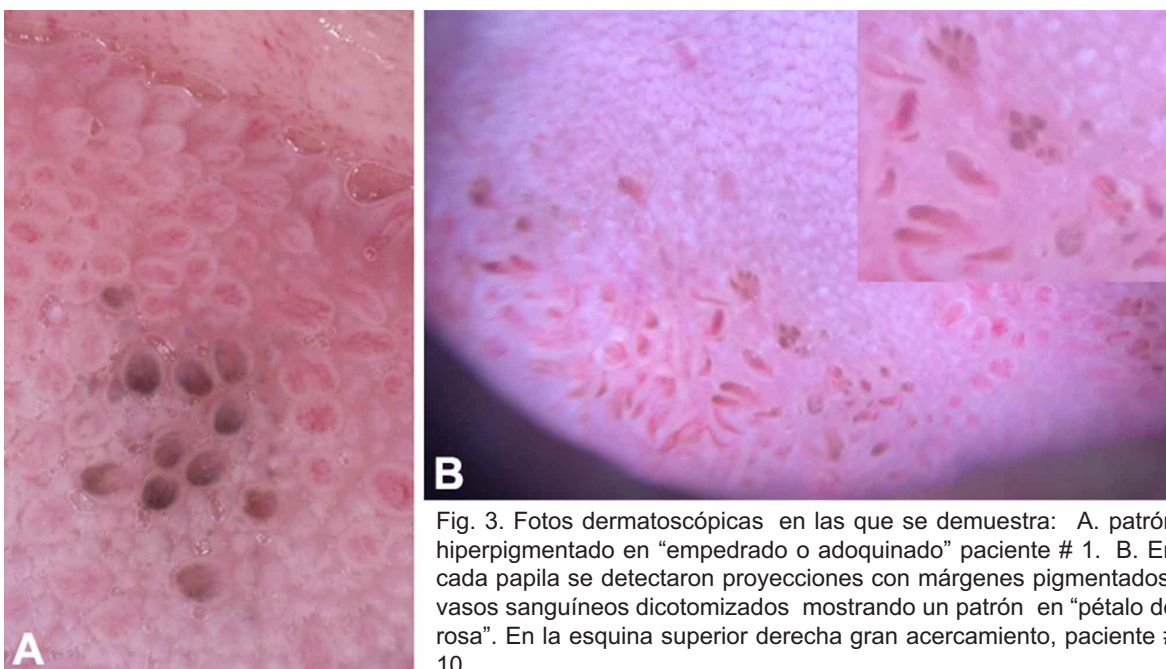 A
B
Fig. 3. Fotos dermatoscópicas en las que se demuestra: A. patrón
hiperpigmentado en “empedrado o adoquinado” paciente # 1. B. En
cada papila se detectaron proyecciones con márgenes pigmentados,
vasos sanguíneos dicotomizados mostrando un patrón en “pétalo de
rosa”. En la esquina superior derecha gran acercamiento, paciente #
10